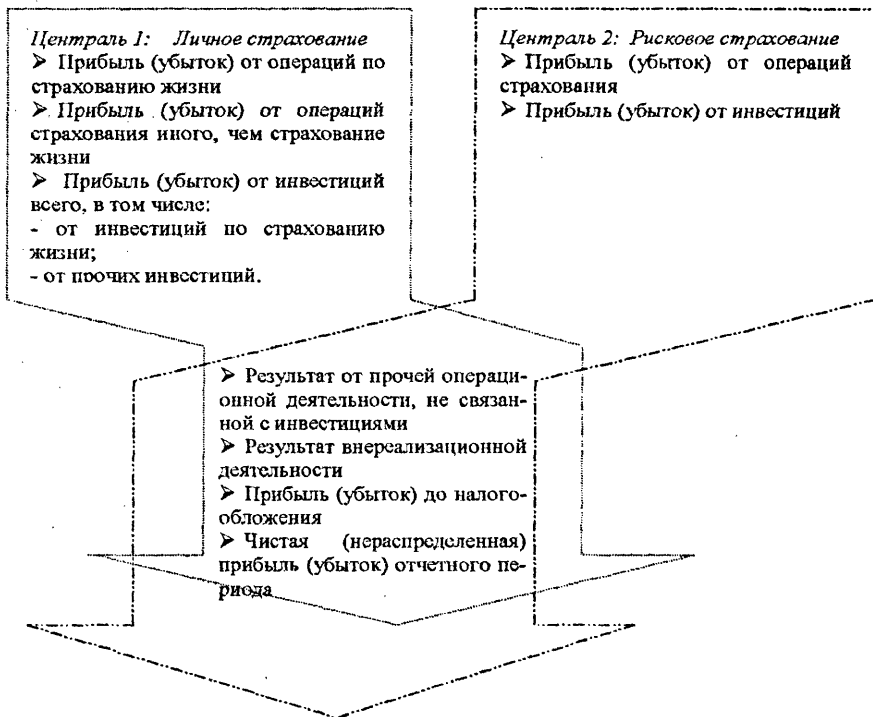 Централь 1: Личное страхование
➢ Прибыль (убыток) от операций по
страхованию жизни
➢ Прибыль (убыток) от операций
страхования иного, чем страхование
жизни
➢ Прибыль (убыток) от инвестиций
всего, в том числе:
- от инвестиций по страхованию
жизни;
- от прочих инвестиций.
Централь 2: Рисковое страхование
➢ Прибыль (убыток) от операций
страхования
➢ Прибыль (убыток) от инвестиций
➢ Результат от прочей операци-
онной деятельности, не связан-
ной с инвестициями
➢ Результат внереализационной
деятельности
➢ Прибыль (убыток) до налого-
обложения
➢ Чистая (нераспределенная)
прибыль (убыток) отчетного пе-
риода